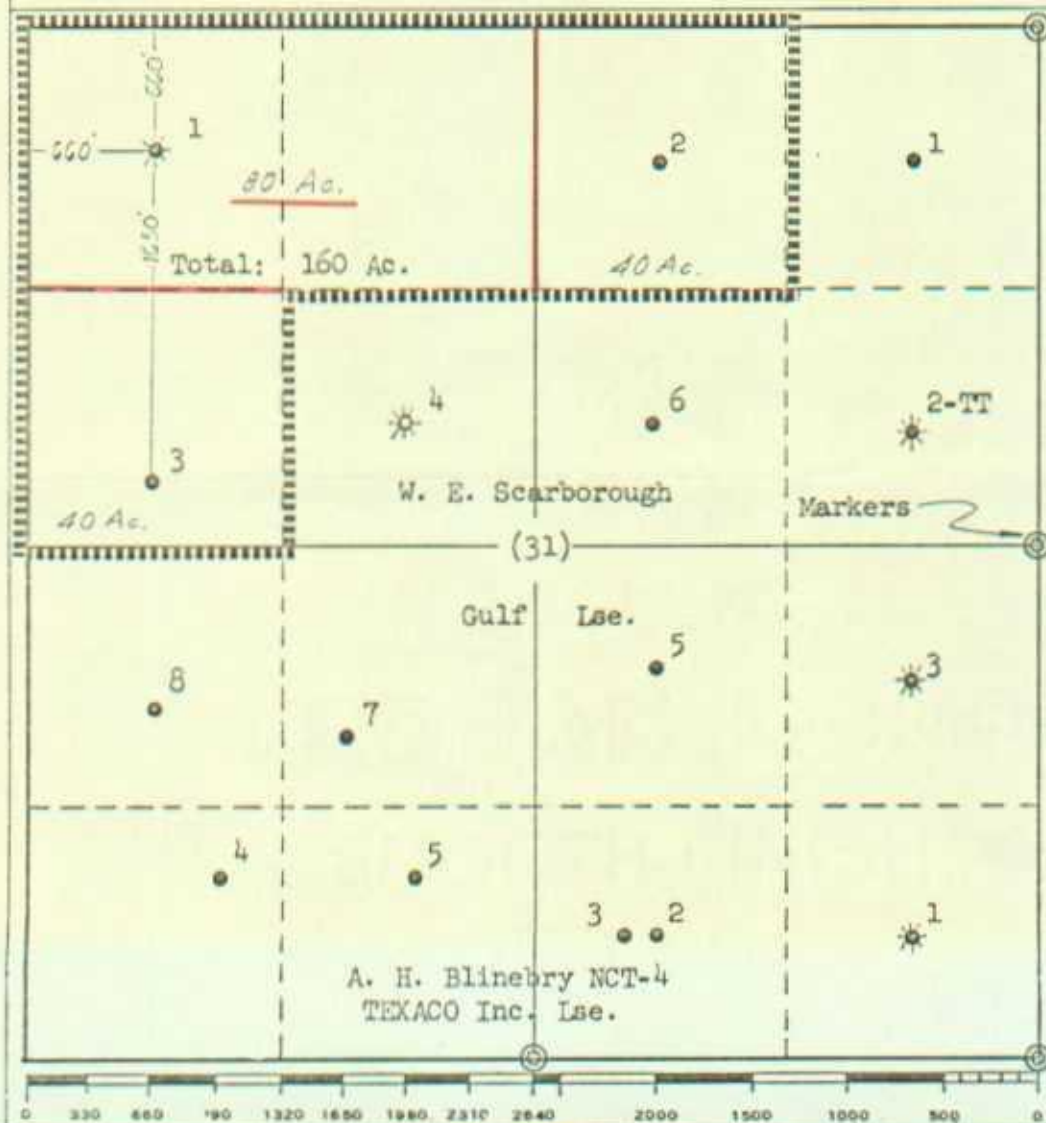 660'
1
2
1
660'
80 Ac.
1650'
Total: 160 Ac.
40 Ac.
4
6
2-TT
3
W. E. Scarborough
Markers
40 Ac.
(31)
Gulf Lse.
5
3
8
7
4
5
3
2
1
A. H. Blinebry NCT-4
TEXACO Inc. Lse.
0 330 660 990 1320 1650 1980 2310 2640 2000 1500 1000 500 0